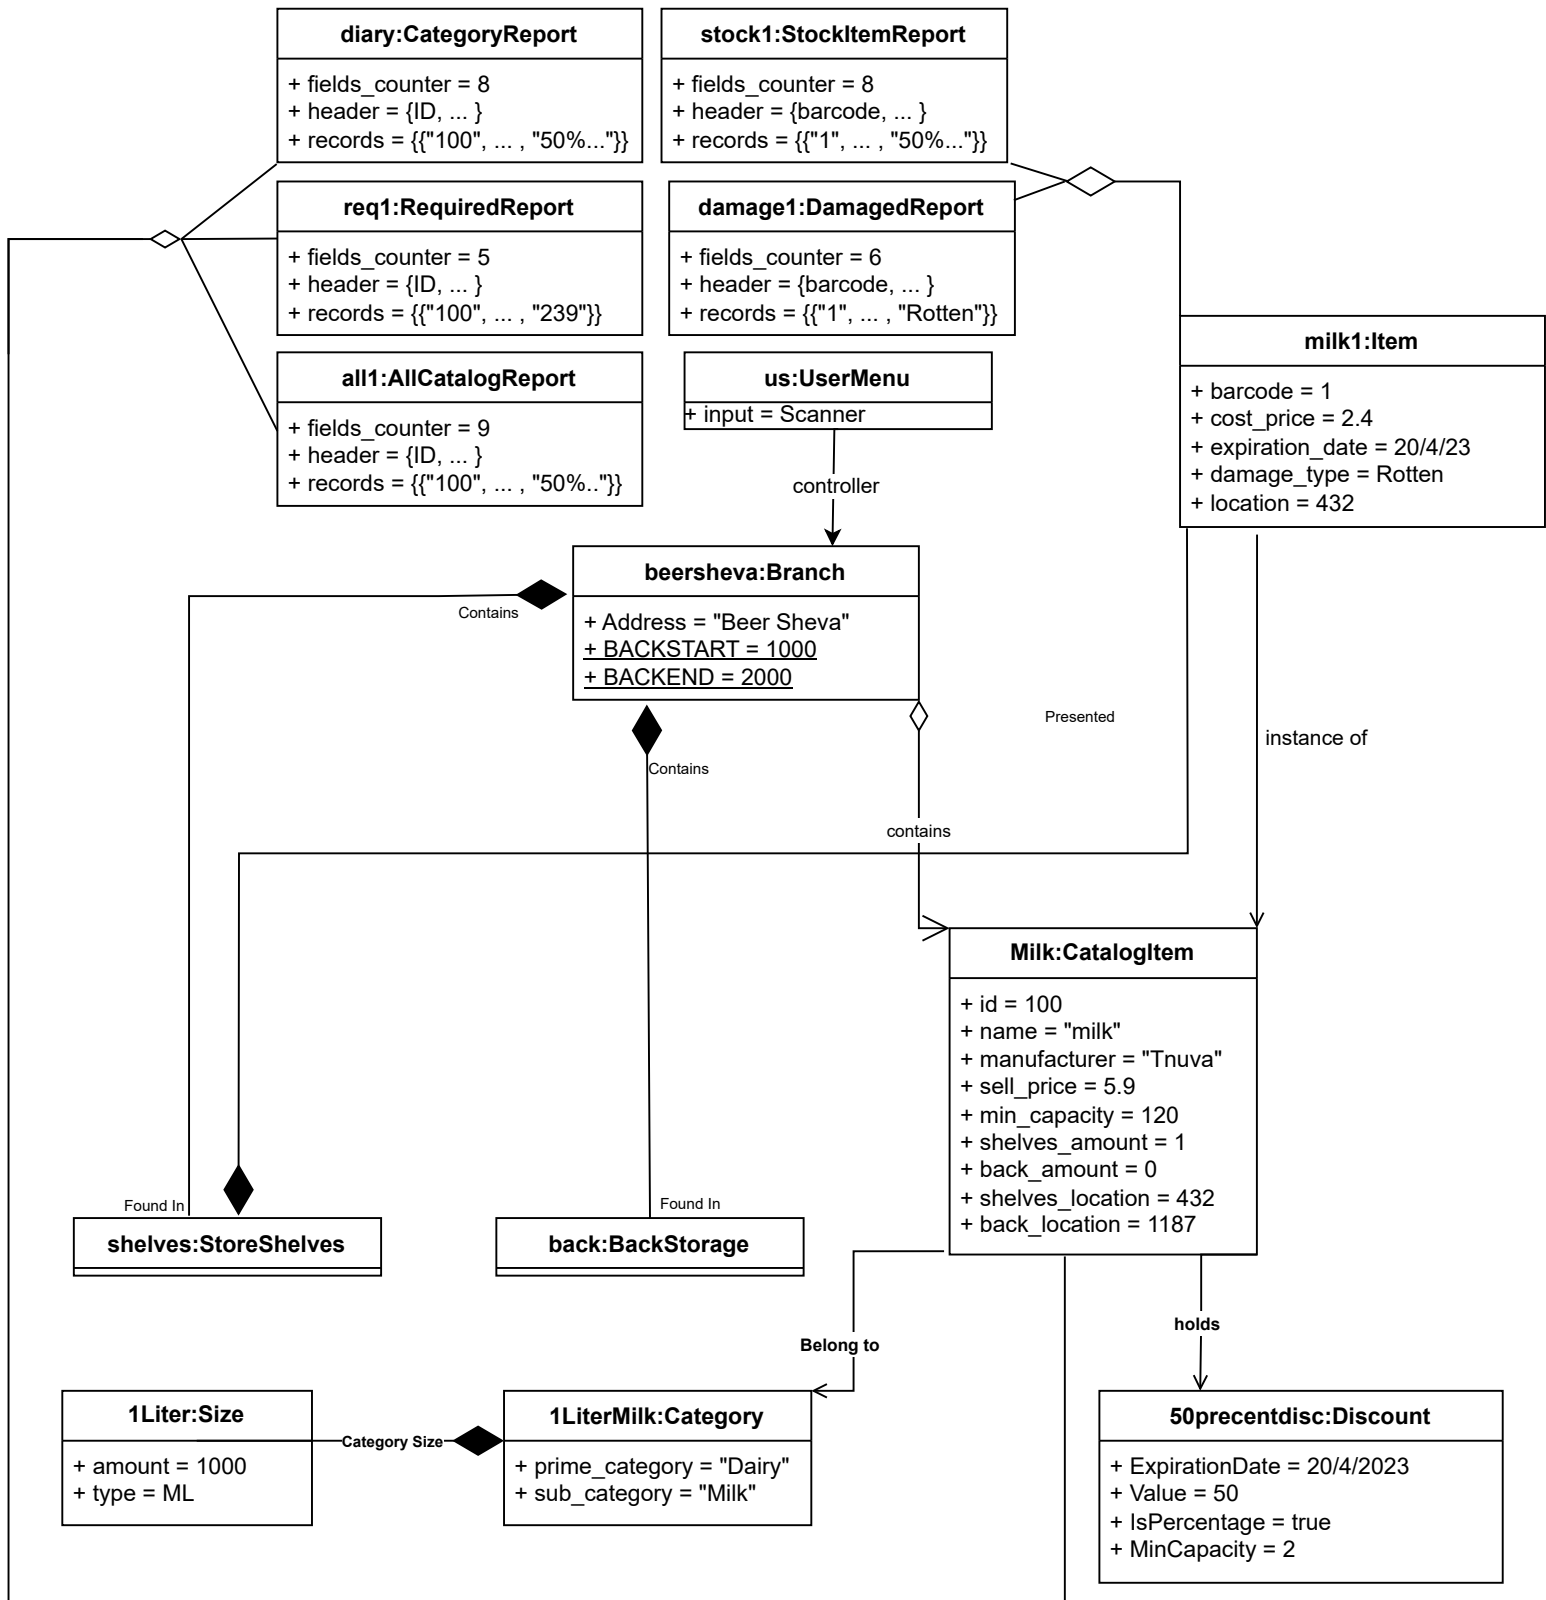 diary:CategoryReport
+ fields_counter = 8
+ header = {ID, ... }
+ records = {{"100", ... , "50%..."}}
stock1:StockItemReport
+ fields_counter = 8
+ header = {barcode, ... }
+ records = {{"1", ... , "50%..."}}
req1:RequiredReport
+ fields_counter = 5
+ header = {ID, ... }
+ records = {{"100", ... , "239"}}
damage1:DamagedReport
+ fields_counter = 6
+ header = {barcode, ... }
+ records = {{"1", ... , "Rotten"}}
milk1:Item
+ barcode = 1
+ cost_price = 2.4
+ expiration_date = 20/4/23
+ damage_type = Rotten
+ location = 432
all1:AllCatalogReport
+ fields_counter = 9
+ header = {ID, ... }
+ records = {{"100", ... , "50%.."}}
us:UserMenu
+ input = Scanner
controller
beersheva:Branch
+ Address = "Beer Sheva"
+ BACKSTART = 1000
+ BACKEND = 2000
Contains
Contains
Presented
instance of
contains
Milk:CatalogItem
+ id = 100
+ name = "milk"
+ manufacturer = "Tnuva"
+ sell_price = 5.9
+ min_capacity = 120
+ shelves_amount = 1
+ back_amount = 0
+ shelves_location = 432
+ back_location = 1187
Found In
shelves:StoreShelves
Found In
back:BackStorage
Belong to
holds
1Liter:Size
+ amount = 1000
+ type = ML
Category Size
1LiterMilk:Category
+ prime_category = "Dairy"
+ sub_category = "Milk"
50precentdisc:Discount
+ ExpirationDate = 20/4/2023
+ Value = 50
+ IsPercentage = true
+ MinCapacity = 2